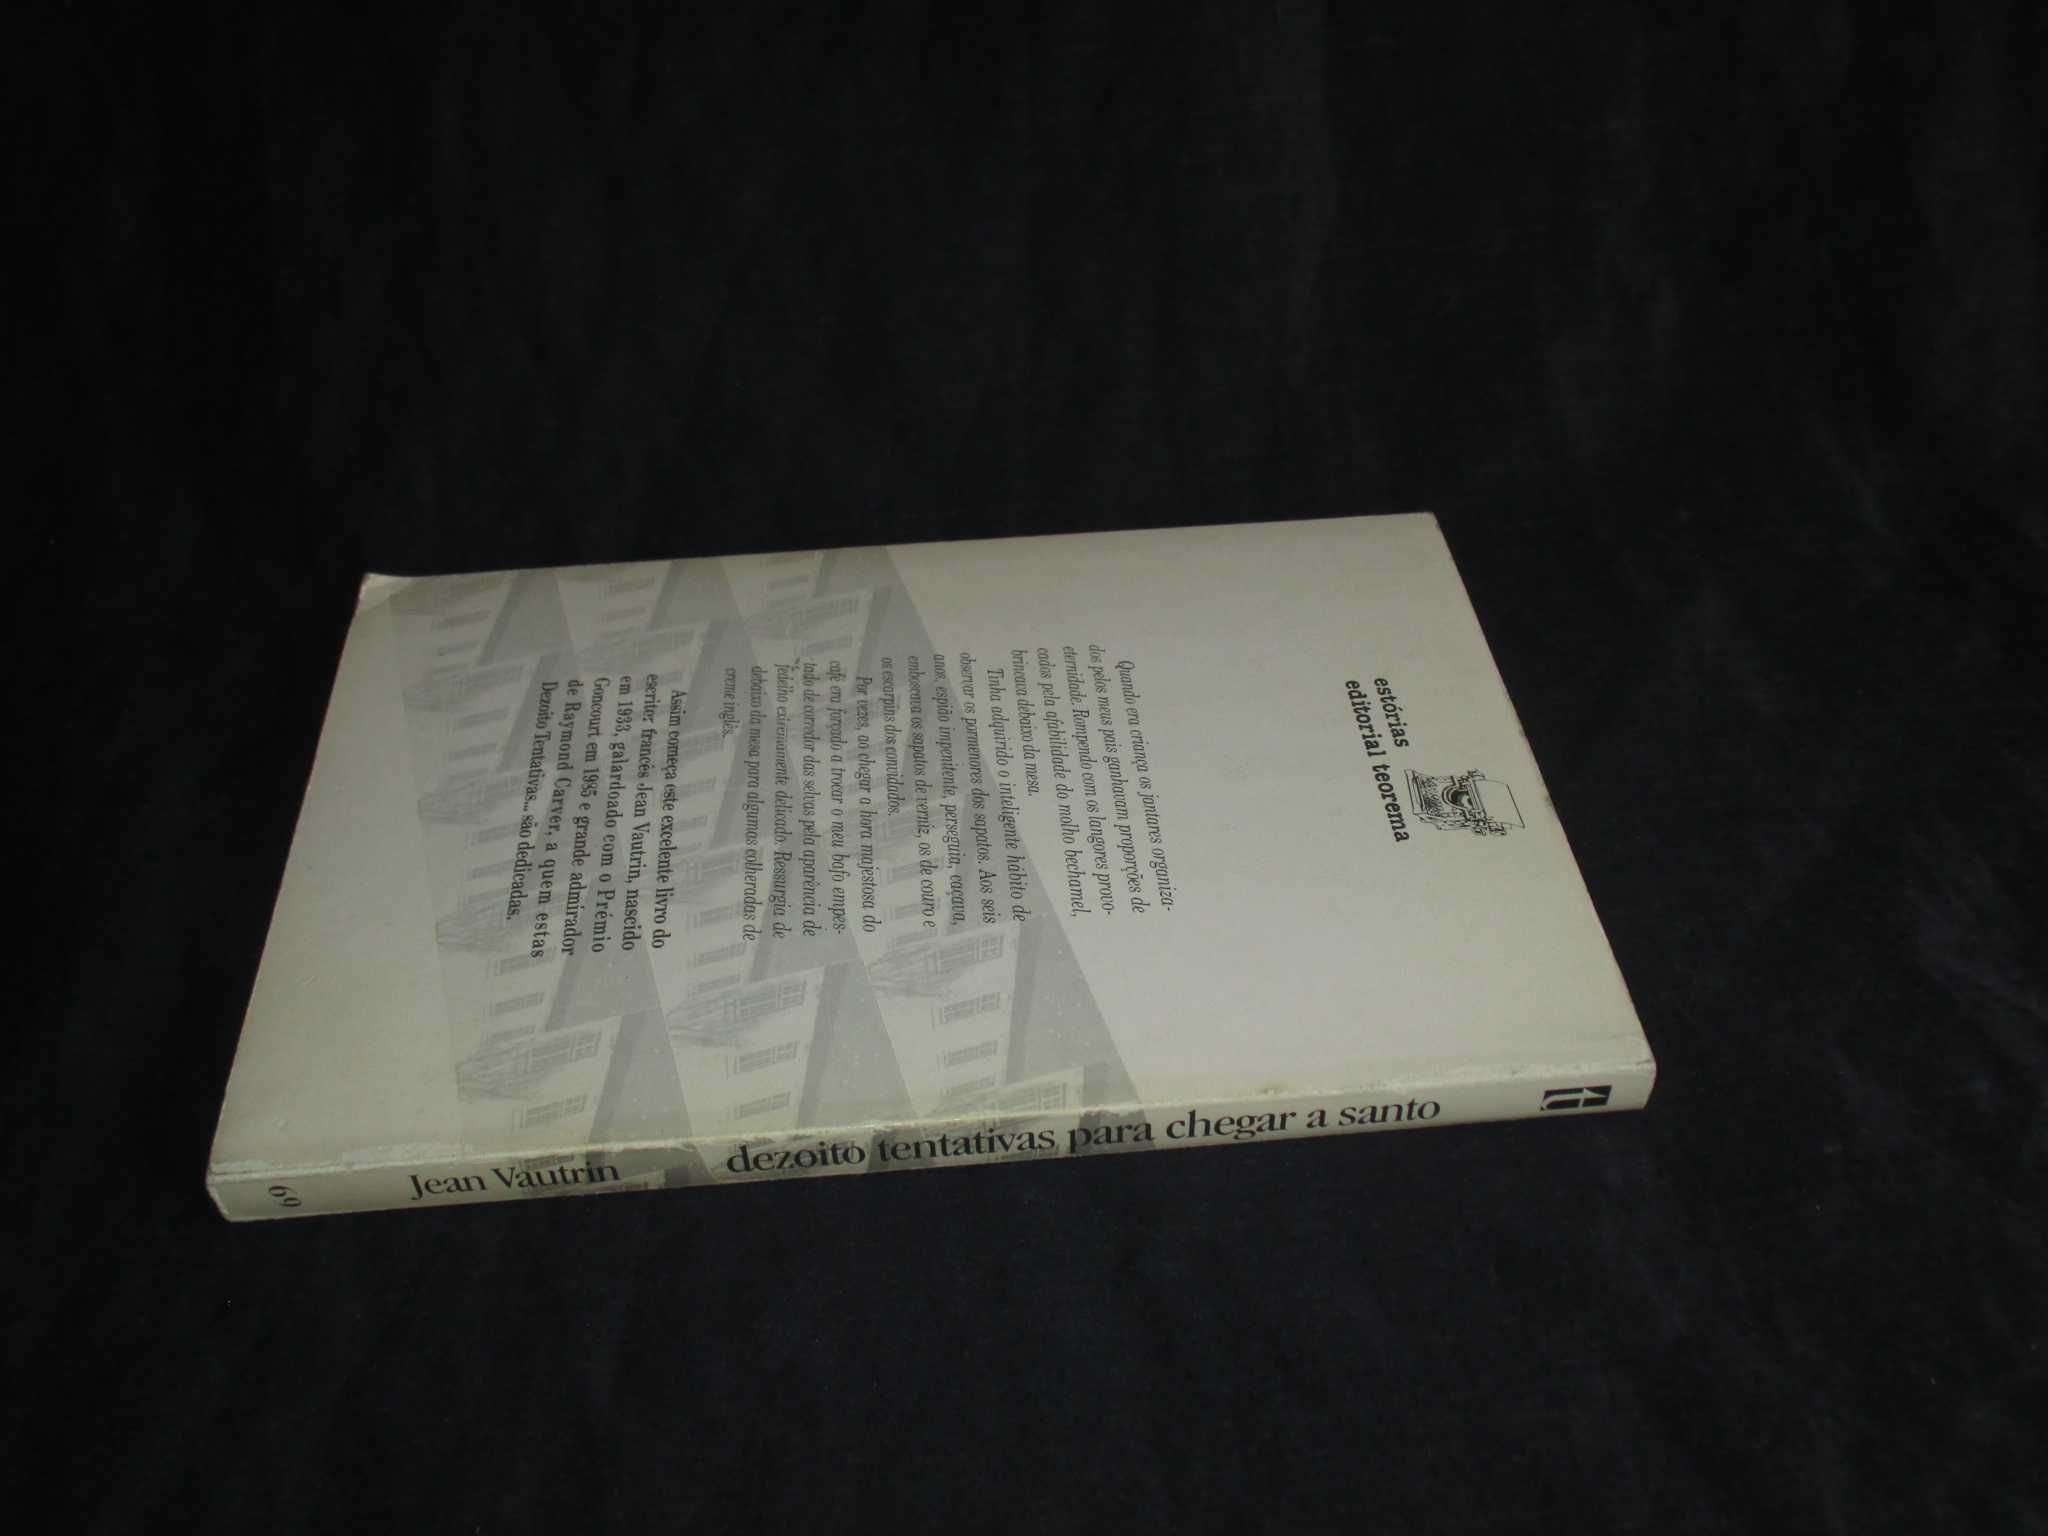 estórias
editorial teorema
Quando era criança os jantares organiza-
dos pelos meus pais ganhavam proporções de
eternidade. Rompendo com os langores provo-
cados pela afabilidade do molho bechamel,
brincava debaixo da mesa.
Tinha adquirido o inteligente hábito de
observar os pormenores dos sapatos. Aos seis
anos, espião impenitente, perseguia, caçava,
emboscava os sapatos de verniz, os de couro e
os escarpins dos convidados.
Por vezes, ao chegar a hora majestosa do
café era forçado a trocar o meu bafo empes-
tado de corredor das selvas pela aparência de
fedelho extremamente delicado. Ressurgia de
debaixo da mesa para algumas colheradas de
creme inglês.
Assim começa este excelente livro do
escritor francês Jean Vautrin, nascido
em 1933, galardoado com o Prémio
Goncourt em 1985 e grande admirador
de Raymond Carver, a quem estas
Dezoito Tentativas... são dedicadas.
69
Jean Vautrin
dezoito tentativas para chegar a santo